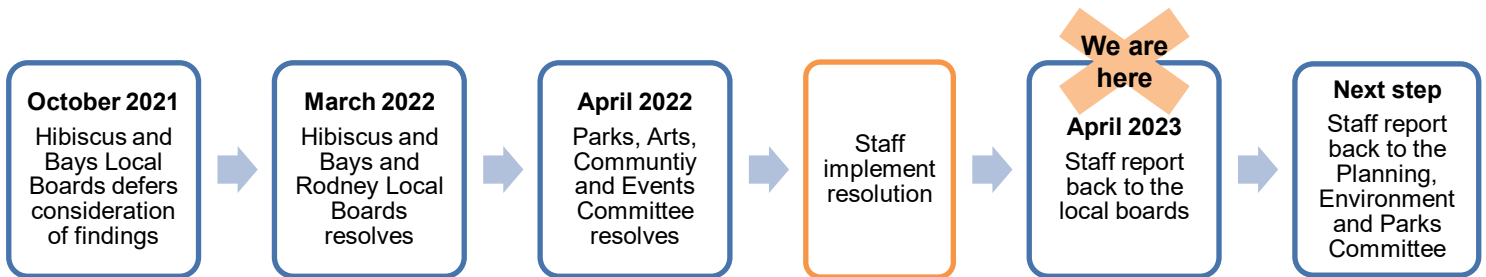 October 2021
Hibiscus and
Bays Local
Boards defers
consideration
of findings
March 2022
Hibiscus and
Bays and
Rodney Local
Boards
resolves
April 2022
Parks, Arts,
Communtiy
and Events
Committee
resolves
Staff
implement
resolution
We are
here
April 2023
Staff report
back to the
local boards
Next step
Staff report
back to the
Planning,
Environment
and Parks
Committee